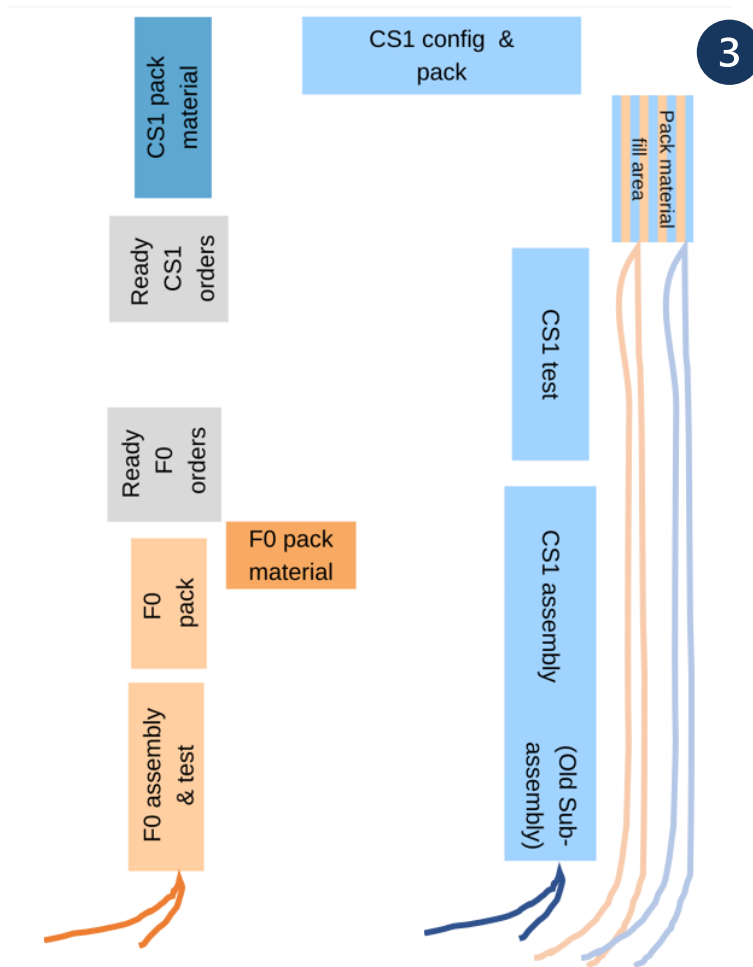 3
CS1 config & 
pack
CS1 pack
material
Pack material
fill area
Ready
CS1
orders
CS1 test
Ready
F0
orders
F0 pack
material
F0
pack
CS1 assembly
(Old Sub-
assembly)
F0 assembly
& test